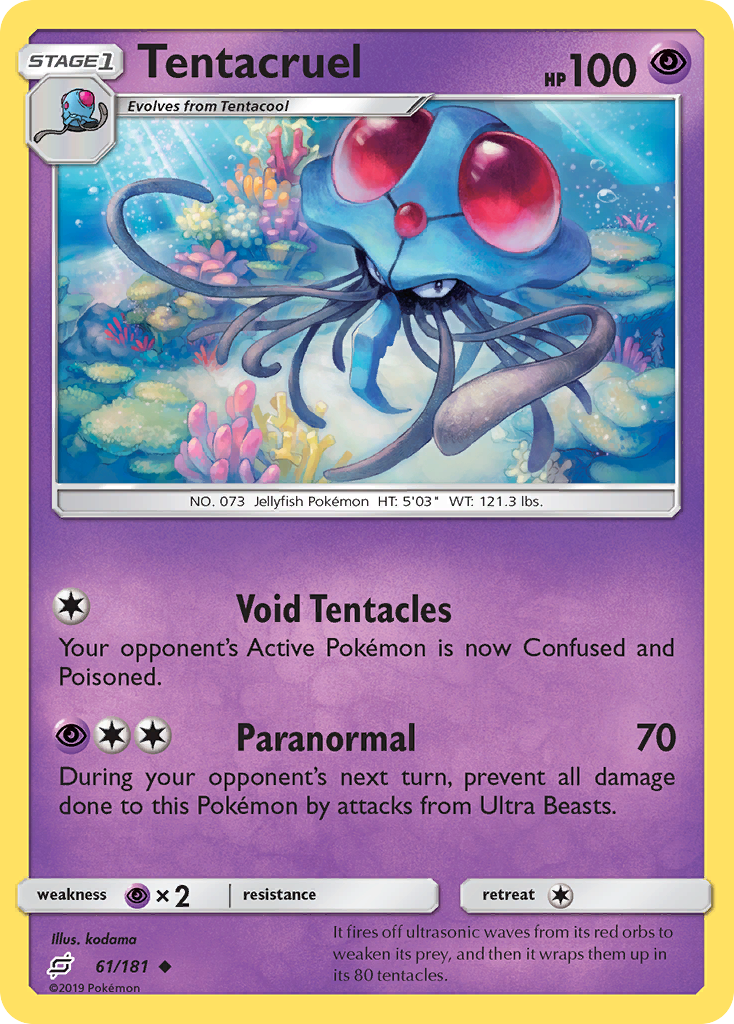 STAGE1
Tentacruel
HP 100
Evolves from Tentacool
NO. 073 Jellyfish Pokémon HT: 5'03" WT: 121.3 lbs.
Void Tentacles
Your opponent's Active Pokémon is now Confused and
Poisoned.
Paranormal 70
During your opponent's next turn, prevent all damage
done to this Pokémon by attacks from Ultra Beasts.
weakness ×2 resistance retreat
Illus. kodama
61/181
©2019 Pokémon
It fires off ultrasonic waves from its red orbs to
weaken its prey, and then it wraps them up in
its 80 tentacles.